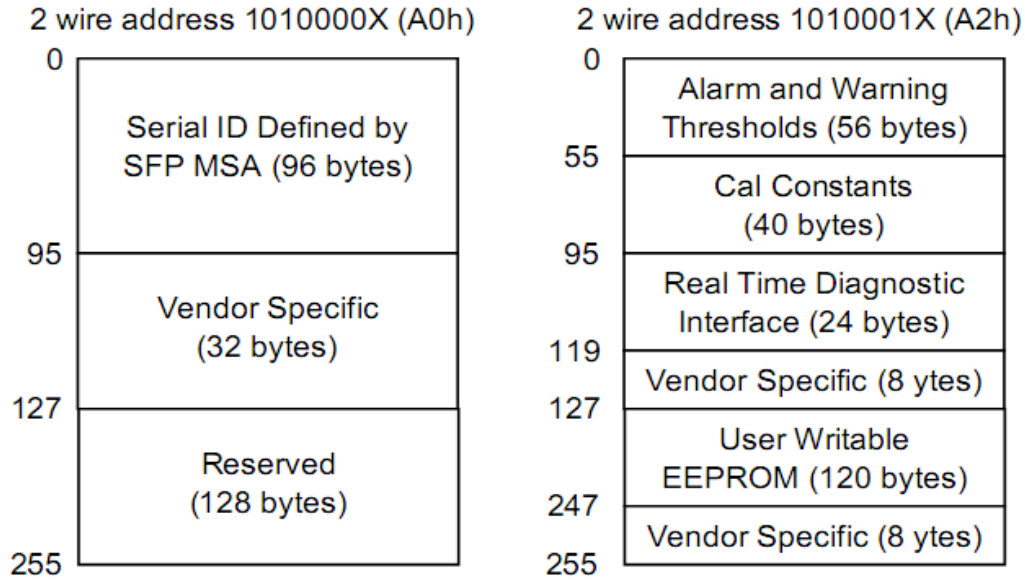 2 wire address 1010000X (A0h)
0
Serial ID Defined by
SFP MSA (96 bytes)
95
Vendor Specific
(32 bytes)
127
Reserved
(128 bytes)
255
2 wire address 1010001X (A2h)
0
Alarm and Warning
Thresholds (56 bytes)
55
Cal Constants
(40 bytes)
95
Real Time Diagnostic
Interface (24 bytes)
119
Vendor Specific (8 ytes)
127
User Writable
EEPROM (120 bytes)
247
Vendor Specific (8 ytes)
255